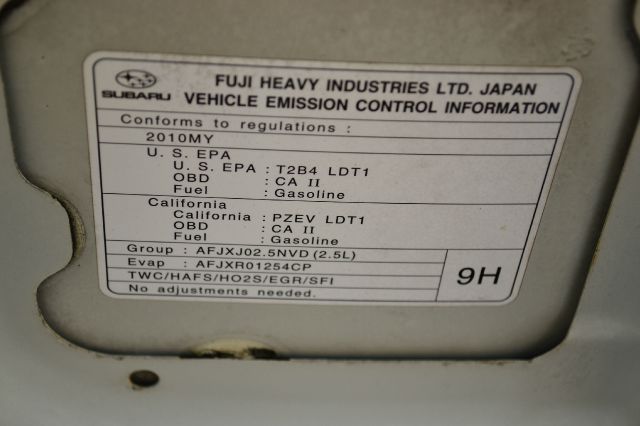 SUBARU
FUJI HEAVY INDUSTRIES LTD. JAPAN
VEHICLE EMISSION CONTROL INFORMATION
Conforms to regulations :
2010MY
U. S. EPA
U. S. EPA : T2B4 LDT1
OBD : CA II
Fuel : Gasoline
California
California : PZEV LDT1
OBD : CA II
Fuel : Gasoline
Group : AFJXJ02.5NVD (2.5L)
Evap : AFJXR01254CP
TWC/HAFS/HO2S/EGR/SFI
No adjustments needed.
9H